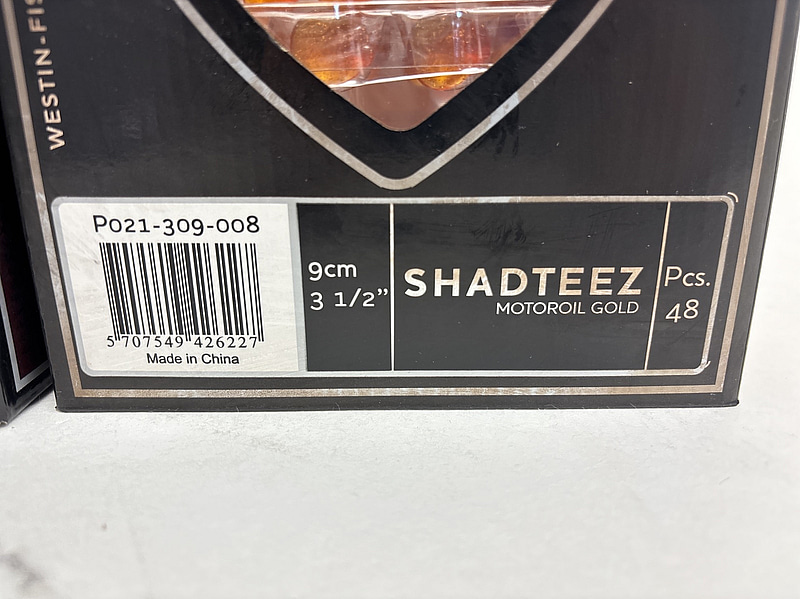 WESTIN-FIS
P021-309-008
5 707549 426227
Made in China
9cm
3 1/2”
SHADTEEZ
MOTOROIL GOLD
Pcs.
48